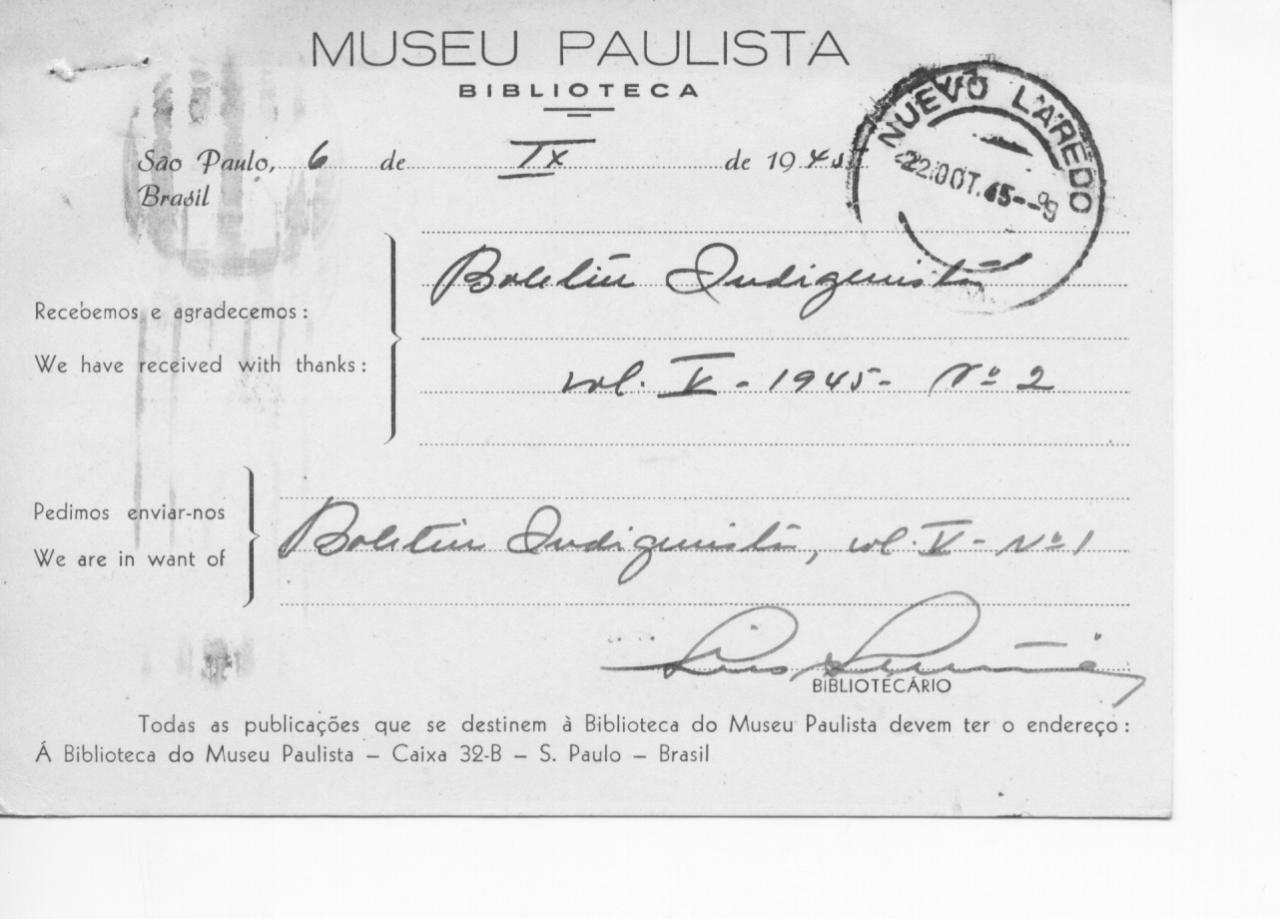 MUSEU PAULISTA
BIBLIOTECA
São Paulo, 6 de IX de 1945
Brasil
NUEVO LAREDO
22.OCT.45--
Recebemos e agradecemos:
We have received with thanks:
Boletin Indigenista
vol. V - 1945 - Nº 2
Pedimos enviar-nos
We are in want of
Boletin Indigenista, vol. V - Nº 1
BIBLIOTECÁRIO
Todas as publicações que se destinem à Biblioteca do Museu Paulista devem ter o endereço:
Á Biblioteca do Museu Paulista – Caixa 32-B – S. Paulo – Brasil